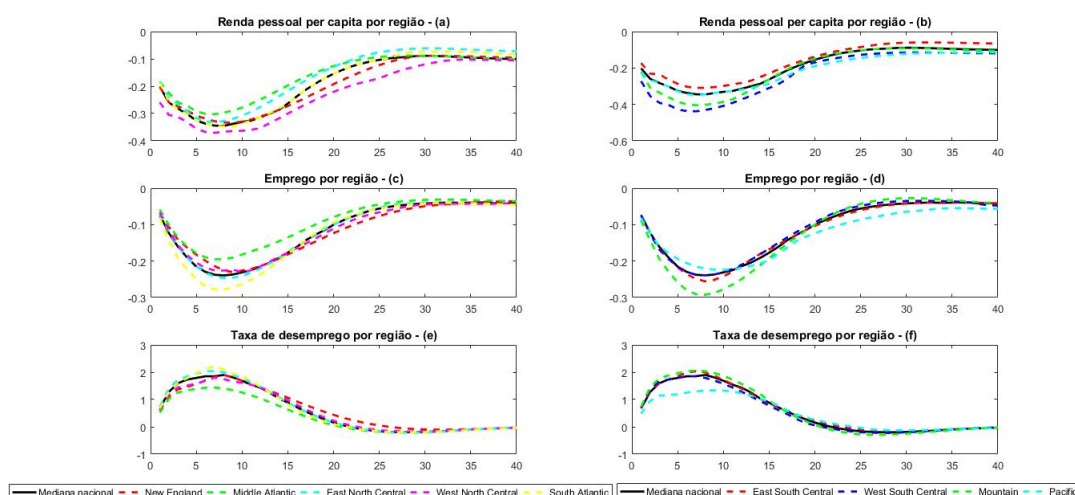 Renda pessoal per capita por região - (a)
0
-0.1
-0.2
-0.3
-0.4
0 5 10 15 20 25 30 35 40
Renda pessoal per capita por região - (b)
0
-0.2
-0.4
-0.6
0 5 10 15 20 25 30 35 40
Emprego por região - (c)
0
-0.1
-0.2
-0.3
0 5 10 15 20 25 30 35 40
Emprego por região - (d)
0
-0.1
-0.2
-0.3
0 5 10 15 20 25 30 35 40
Taxa de desemprego por região - (e)
3
2
1
0
-1
0 5 10 15 20 25 30 35 40
Taxa de desemprego por região - (f)
3
2
1
0
-1
0 5 10 15 20 25 30 35 40
Mediana nacional New England Middle Atlantic East North Central West North Central South Atlantic
Mediana nacional East South Central West South Central Mountain Pacific